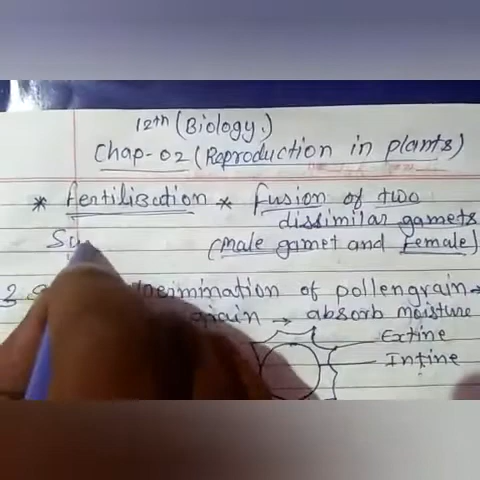 12th (Biology.)
Chap-02 (Reproduction in plants)
* fertilisation * fusion of two
dissimilar gamets
(male gamet and Female)
germination of pollengrain →
grain → absorb moisture
Extine
Intine